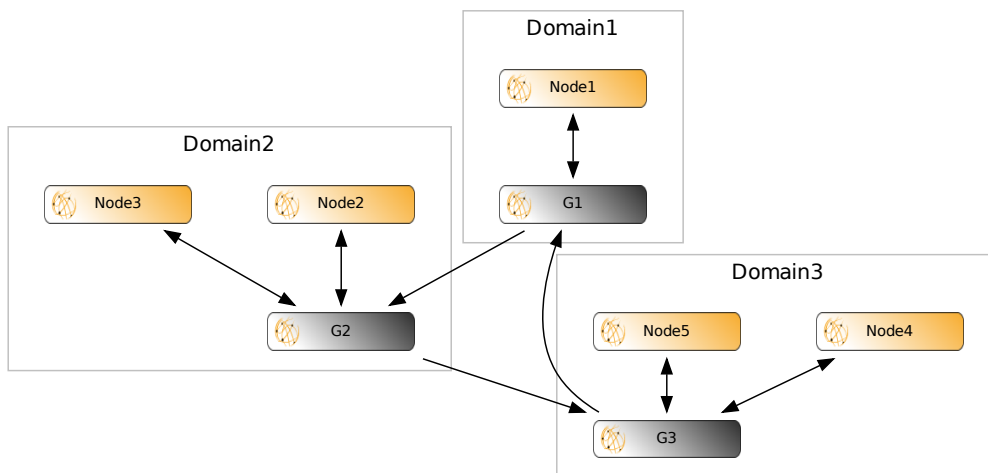 Domain1
Node1
G1
Domain2
Node3
Node2
G2
Domain3
Node5
Node4
G3